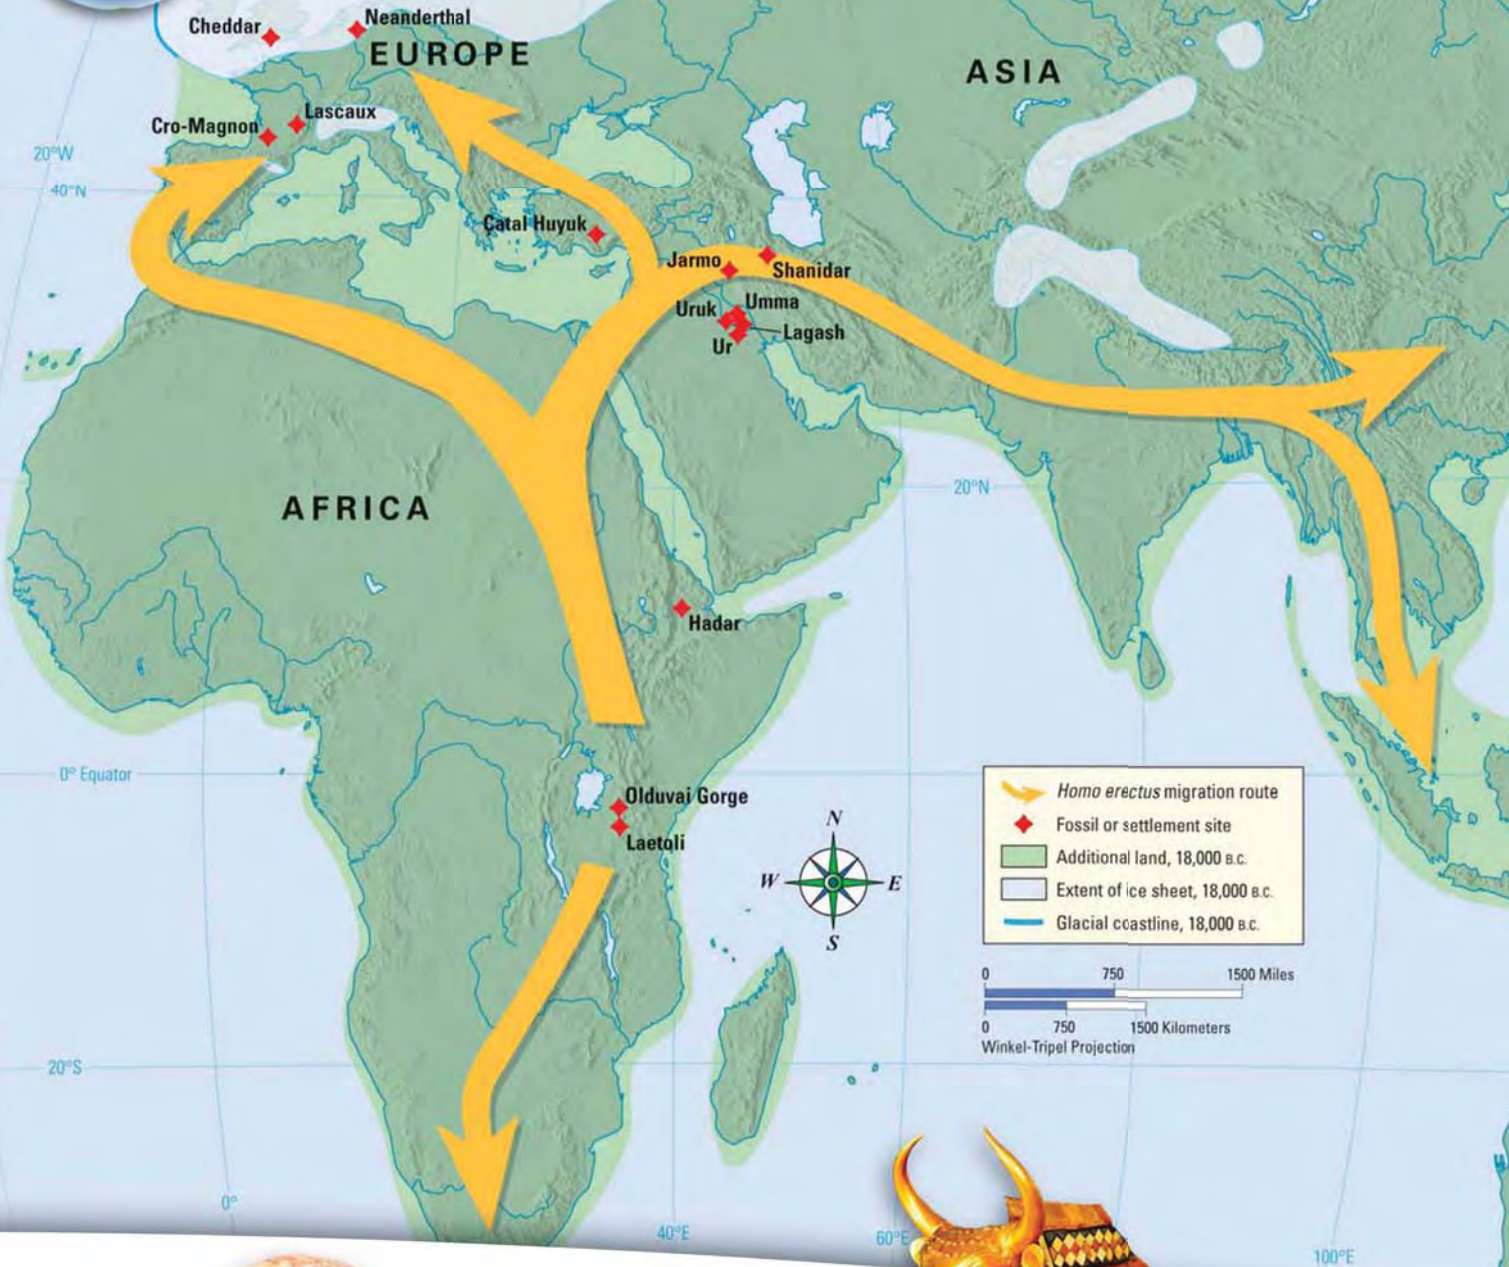 Cheddar
Neanderthal
EUROPE
ASIA
Lascaux
Cro-Magnon
20°W
40°N
Çatal Huyuk
Jarmo
Shanidar
Uruk
Umma
Lagash
Ur
20°N
AFRICA
Hadar
0° Equator
Olduvai Gorge
Laetoli
N
W
E
S
Homo erectus migration route
Fossil or settlement site
Additional land, 18,000 B.C.
Extent of ice sheet, 18,000 B.C.
Glacial coastline, 18,000 B.C.
0 750 1500 Miles
0 750 1500 Kilometers
Winkel-Tripel Projection
20°S
0°
40°E
60°E
100°E